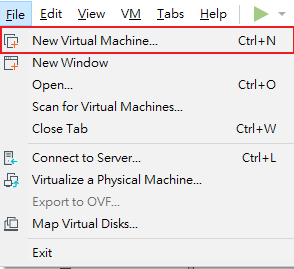 File Edit View VM Tabs Help
New Virtual Machine... Ctrl+N
New Window
Open... Ctrl+O
Scan for Virtual Machines...
Close Tab Ctrl+W
Connect to Server... Ctrl+L
Virtualize a Physical Machine...
Export to OVF...
Map Virtual Disks...
Exit